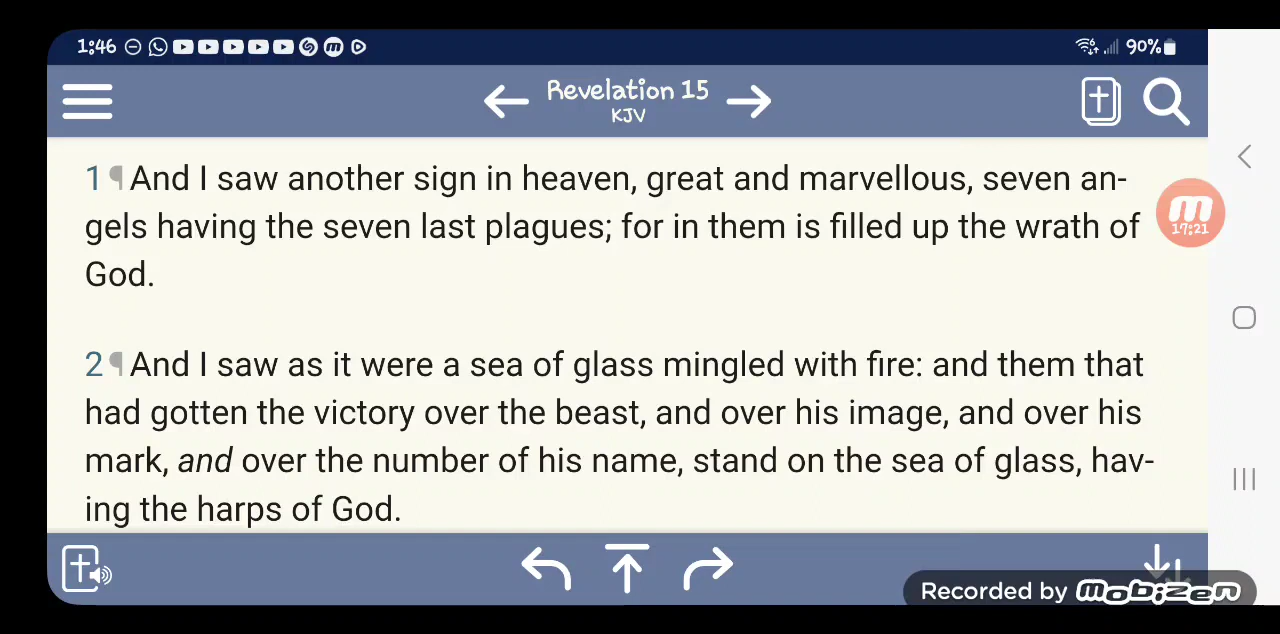 1:46 90%
Revelation 15
KJV
1 ¶ And I saw another sign in heaven, great and marvellous, seven an-
gels having the seven last plagues; for in them is filled up the wrath of
God.
17:21
2 ¶ And I saw as it were a sea of glass mingled with fire: and them that
had gotten the victory over the beast, and over his image, and over his
mark, and over the number of his name, stand on the sea of glass, hav-
ing the harps of God.
Recorded by mobizen